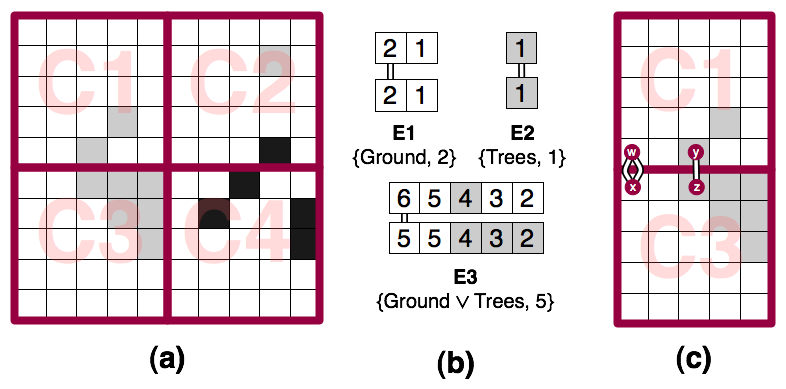 C1 C2
C3 C4
(a)
2 1
2 1
E1
{Ground, 2}
1
1
E2
{Trees, 1}
6 5 4 3 2
5 5 4 3 2
E3
{Ground ∨ Trees, 5}
(b)
C1
w y
x z
C3
(c)